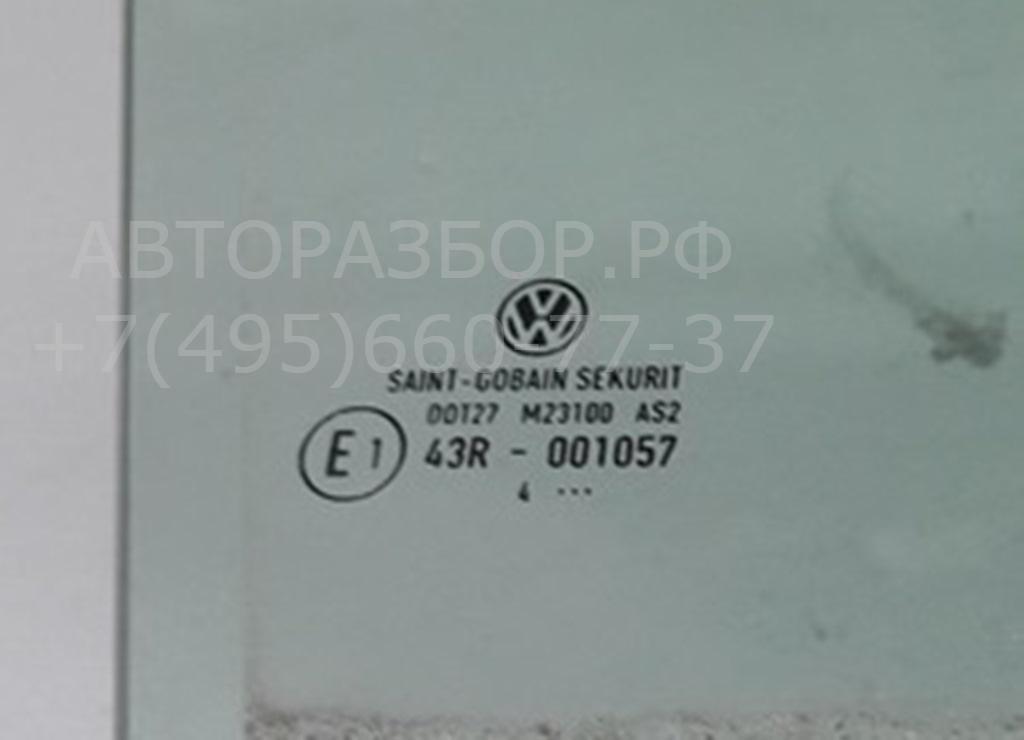 АВТОРАЗБОР.РФ
+7(495)660-77-37
SAINT-GOBAIN SEKURIT
DOT27 M23100 AS2
E1 43R - 001057
4 ...